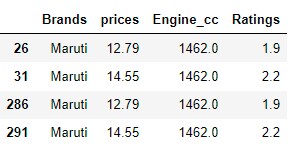 Brands prices Engine_cc Ratings
26 Maruti 12.79 1462.0 1.9
31 Maruti 14.55 1462.0 2.2
286 Maruti 12.79 1462.0 1.9
291 Maruti 14.55 1462.0 2.2